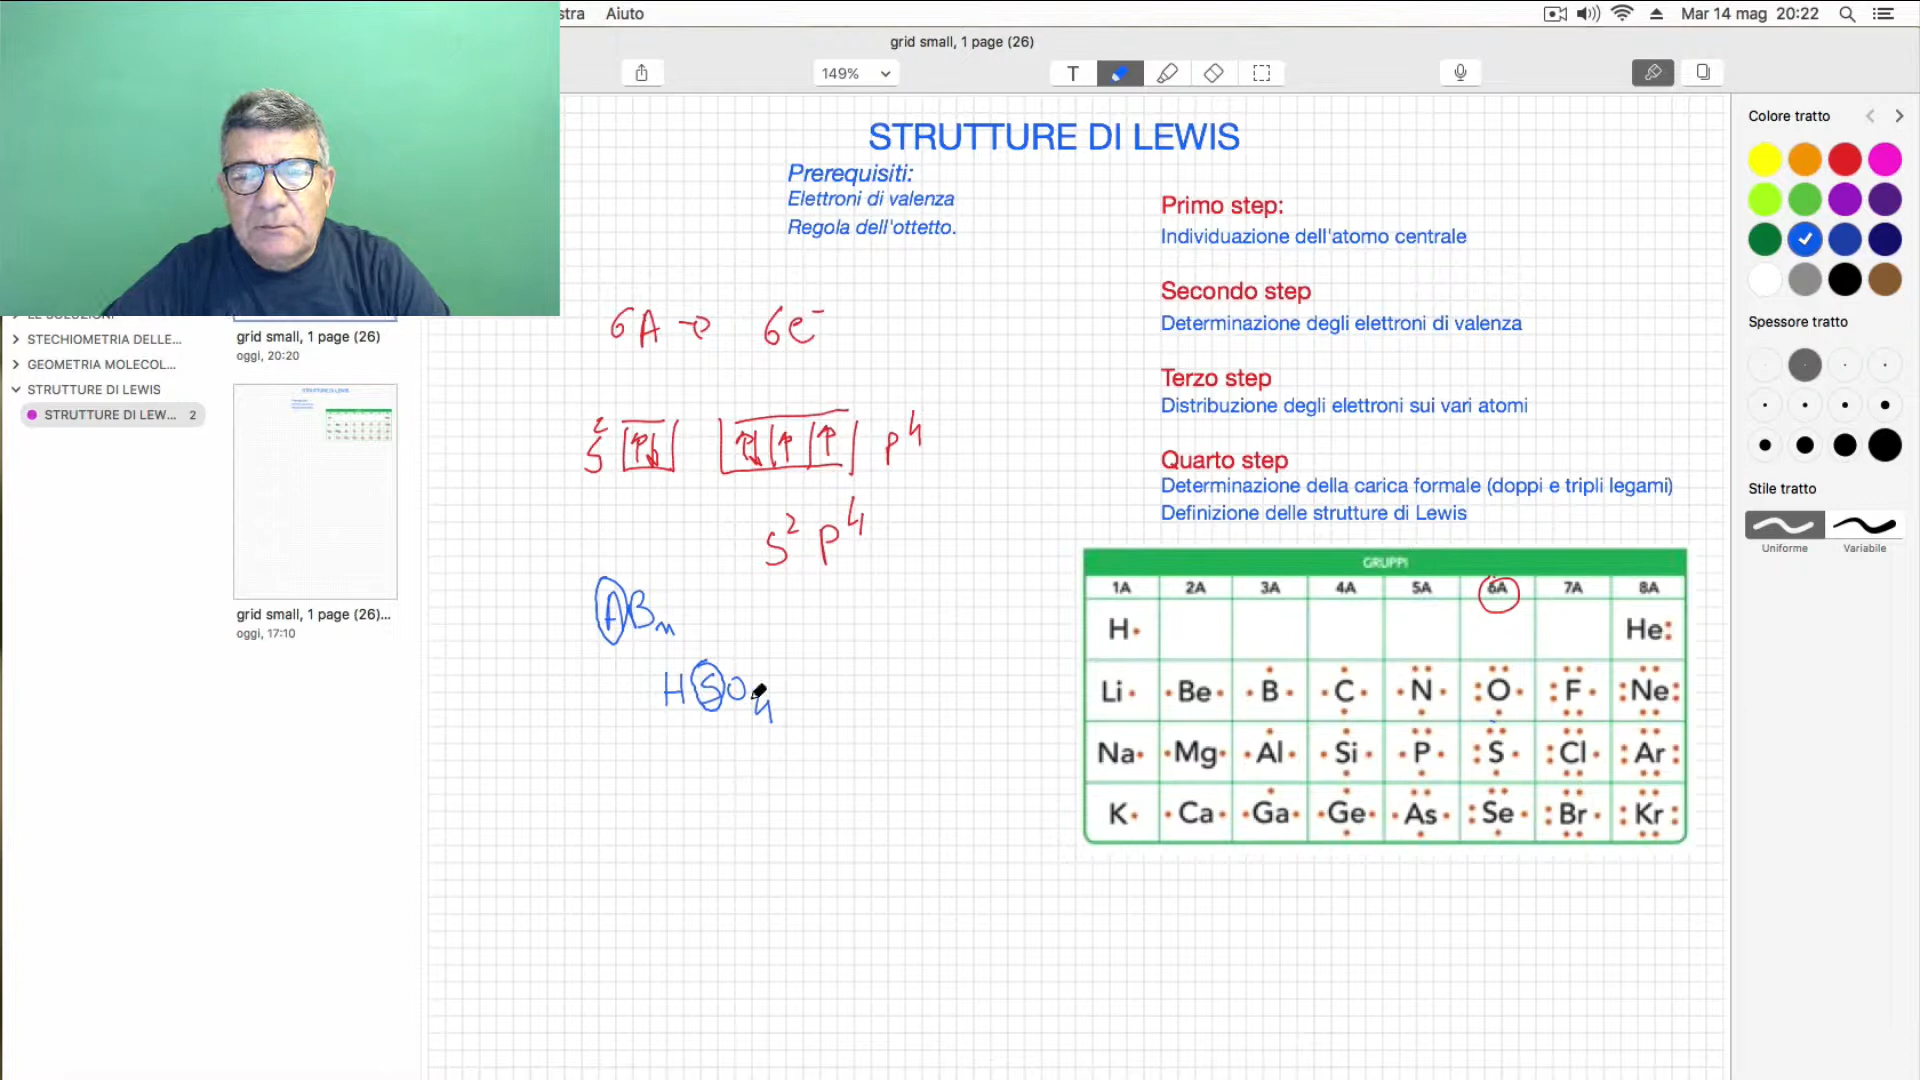 stra Aiuto
Mar 14 mag 20:22
grid small, 1 page (26)
149%
T
STRUTTURE DI LEWIS
Prerequisiti:
Elettroni di valenza
Regola dell'ottetto.
Primo step:
Individuazione dell'atomo centrale
Secondo step
Determinazione degli elettroni di valenza
Terzo step
Distribuzione degli elettroni sui vari atomi
Quarto step
Determinazione della carica formale (doppi e tripli legami)
Definizione delle strutture di Lewis
6A → 6e⁻
s² p⁴
s² p⁴
ABn
HSO4
GRUPPI
1A 2A 3A 4A 5A 6A 7A 8A
H He
Li Be B C N O F Ne
Na Mg Al Si P S Cl Ar
K Ca Ga Ge As Se Br Kr
STECHIOMETRIA DELLE...
GEOMETRIA MOLECOL...
STRUTTURE DI LEWIS
STRUTTURE DI LEW... 2
grid small, 1 page (26)
oggi, 20:20
grid small, 1 page (26)...
oggi, 17:10
Colore tratto
Spessore tratto
Stile tratto
Uniforme Variabile